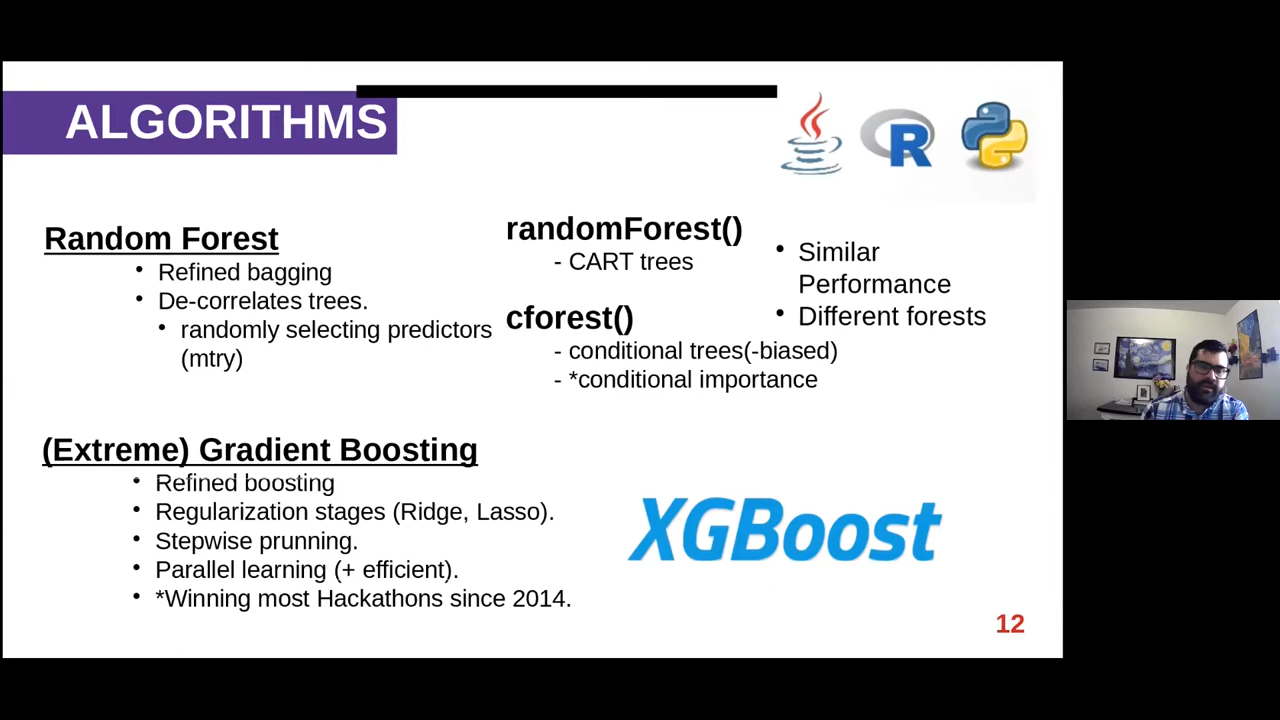 ALGORITHMS
R
Random Forest
• Refined bagging
• De-correlates trees.
• randomly selecting predictors
(mtry)
randomForest()
- CART trees
cforest()
- conditional trees(-biased)
- *conditional importance
• Similar
Performance
• Different forests
(Extreme) Gradient Boosting
• Refined boosting
• Regularization stages (Ridge, Lasso).
• Stepwise prunning.
• Parallel learning (+ efficient).
• *Winning most Hackathons since 2014.
XGBoost
12